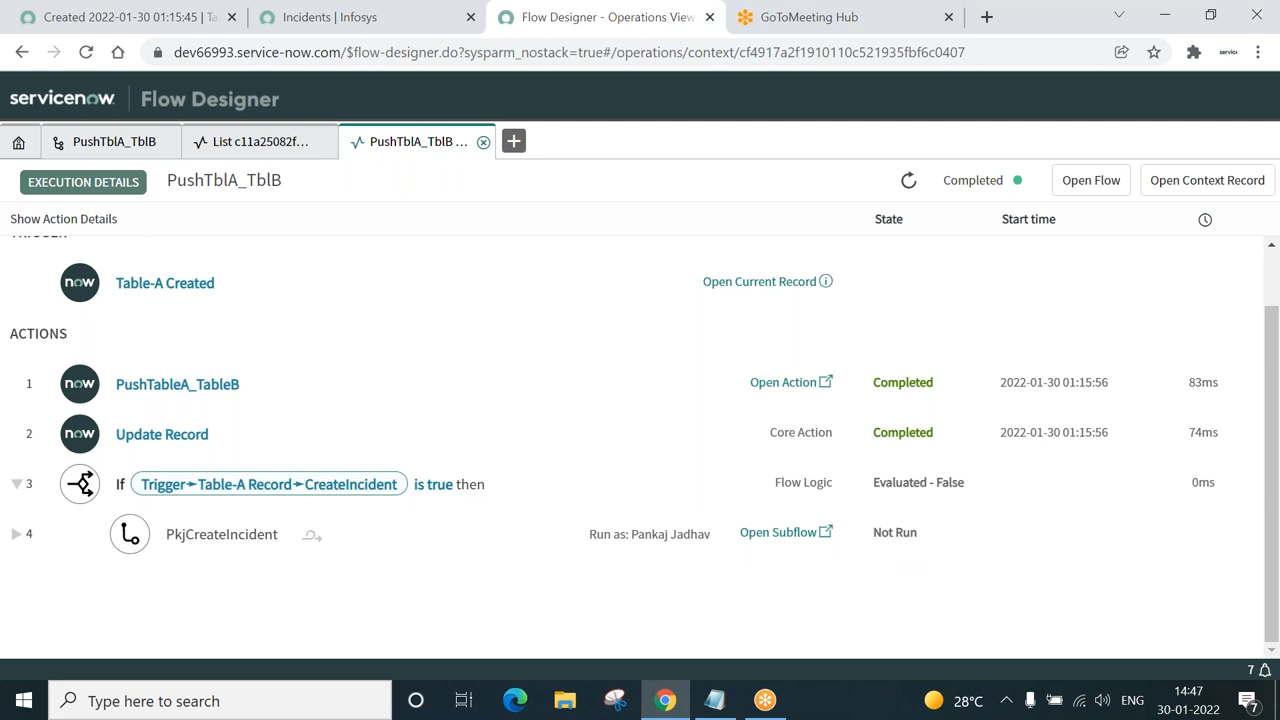 Created 2022-01-30 01:15:45 | Ta
Incidents | Infosys
Flow Designer - Operations View
GoToMeeting Hub
dev66993.service-now.com/$flow-designer.do?sysparm_nostack=true#/operations/context/cf4917a2f1910110c521935fbf6c0407
servicenow
Flow Designer
PushTblA_TblB
List c11a25082f...
PushTblA_TblB ...
EXECUTION DETAILS
PushTblA_TblB
Completed
Open Flow
Open Context Record
Show Action Details
State
Start time
TRIGGER
now
Table-A Created
Open Current Record
ACTIONS
1
now
PushTableA_TableB
Open Action
Completed
2022-01-30 01:15:56
83ms
2
now
Update Record
Core Action
Completed
2022-01-30 01:15:56
74ms
3
If
Trigger➛Table-A Record➛CreateIncident
is true then
Flow Logic
Evaluated - False
0ms
4
PkjCreateIncident
Run as: Pankaj Jadhav
Open Subflow
Not Run
7
Type here to search
28°C
ENG
14:47
30-01-2022
7